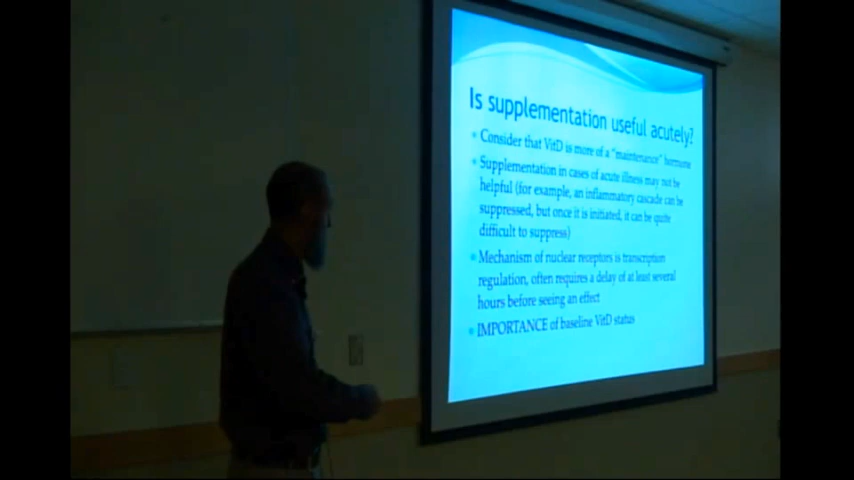 Is supplementation useful acutely?
Consider that VitD is more of a "maintenance" hormone
Supplementation in cases of acute illness may not be
helpful (for example, an inflammatory cascade can be
suppressed, but once it is initiated, it can be quite
difficult to suppress)
Mechanism of nuclear receptors is transcription
regulation, often requires a delay of at least several
hours before seeing an effect
IMPORTANCE of baseline VitD status